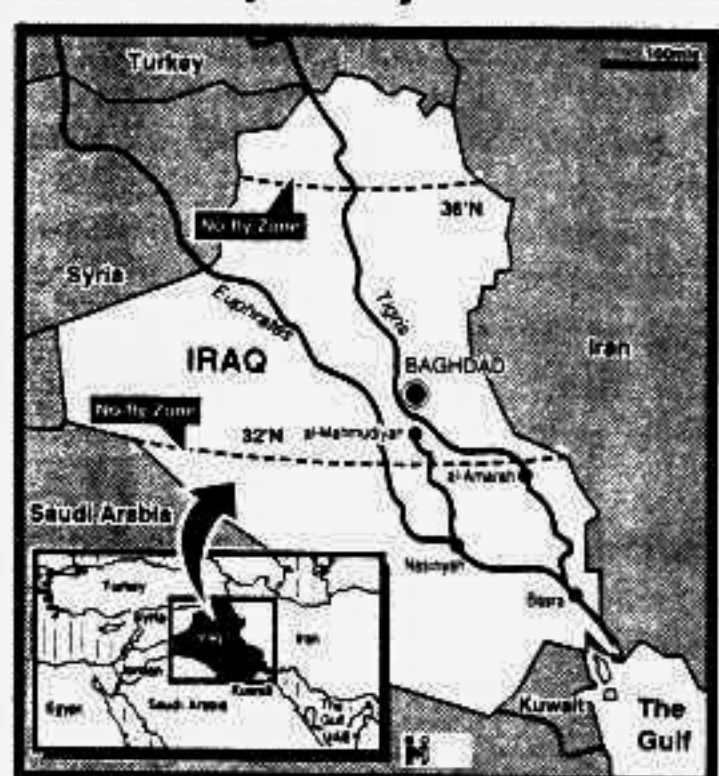 Turkey
100mls
No-fly Zone
36°N
Syria
Euphrates
Tigris
Iran
IRAQ
BAGHDAD
No-fly Zone
32°N
al-Mahmudiyah
al-Amarah
Saudi Arabia
Nasiriyah
Basra
Turkey
Syria
Iraq
Iran
Jordan
Kuwait
Egypt
Saudi Arabia
The
Gulf
UAE
Kuwait
The
Gulf